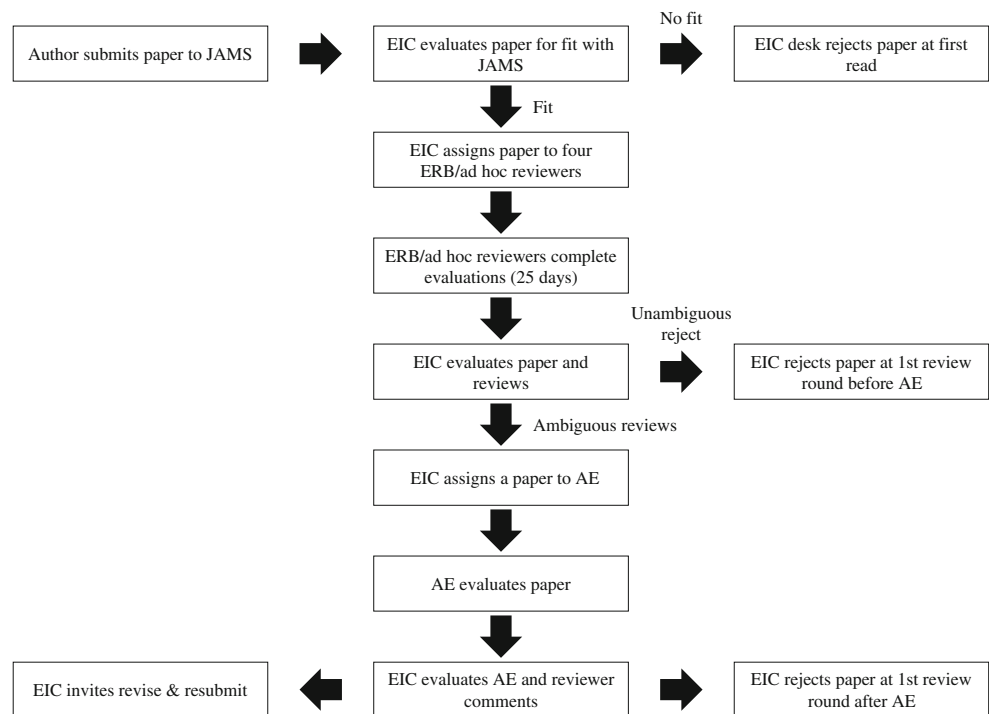 No fit
Author submits paper to JAMS
EIC evaluates paper for fit with
JAMS
EIC desk rejects paper at first
read
Fit
EIC assigns paper to four
ERB/ad hoc reviewers
ERB/ad hoc reviewers complete
evaluations (25 days)
Unambiguous
reject
EIC evaluates paper and
reviews
EIC rejects paper at 1st review
round before AE
Ambiguous reviews
EIC assigns a paper to AE
AE evaluates paper
EIC invites revise & resubmit
EIC evaluates AE and reviewer
comments
EIC rejects paper at 1st review
round after AE